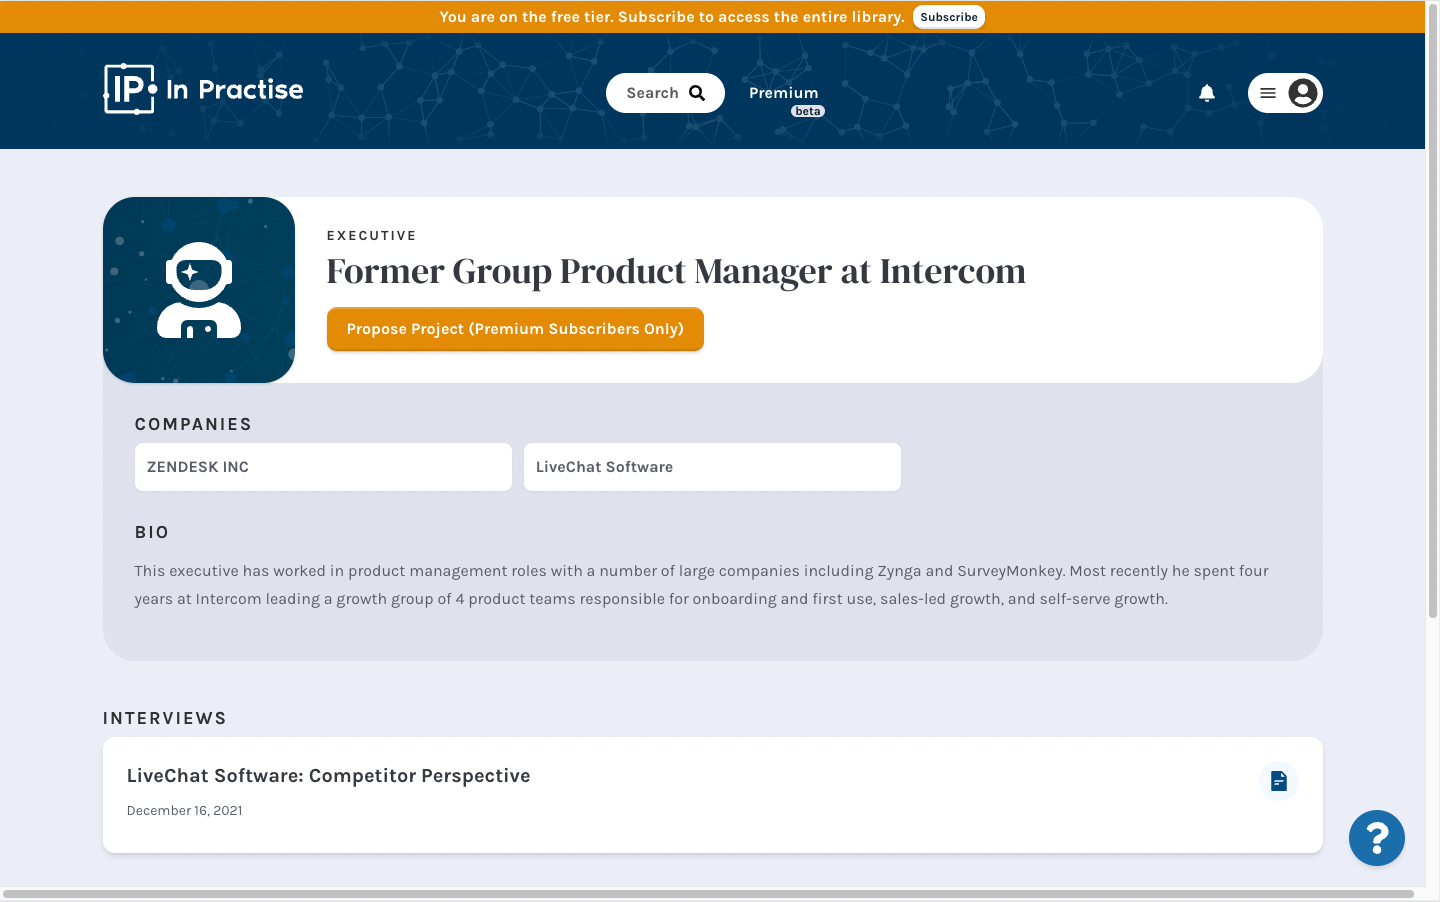 You are on the free tier. Subscribe to access the entire library. Subscribe
IP In Practise
Search
Premium
beta
EXECUTIVE
Former Group Product Manager at Intercom
Propose Project (Premium Subscribers Only)
COMPANIES
ZENDESK INC
LiveChat Software
BIO
This executive has worked in product management roles with a number of large companies including Zynga and SurveyMonkey. Most recently he spent four
years at Intercom leading a growth group of 4 product teams responsible for onboarding and first use, sales-led growth, and self-serve growth.
INTERVIEWS
LiveChat Software: Competitor Perspective
December 16, 2021
?